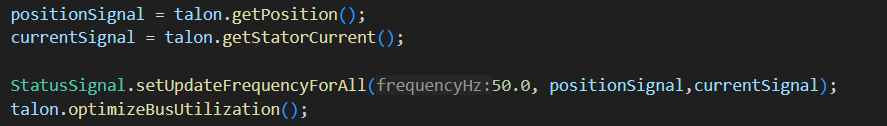 positionSignal = talon.getPosition();
currentSignal = talon.getStatorCurrent();
StatusSignal.setUpdateFrequencyForAll(frequencyHz:50.0, positionSignal,currentSignal);
talon.optimizeBusUtilization();